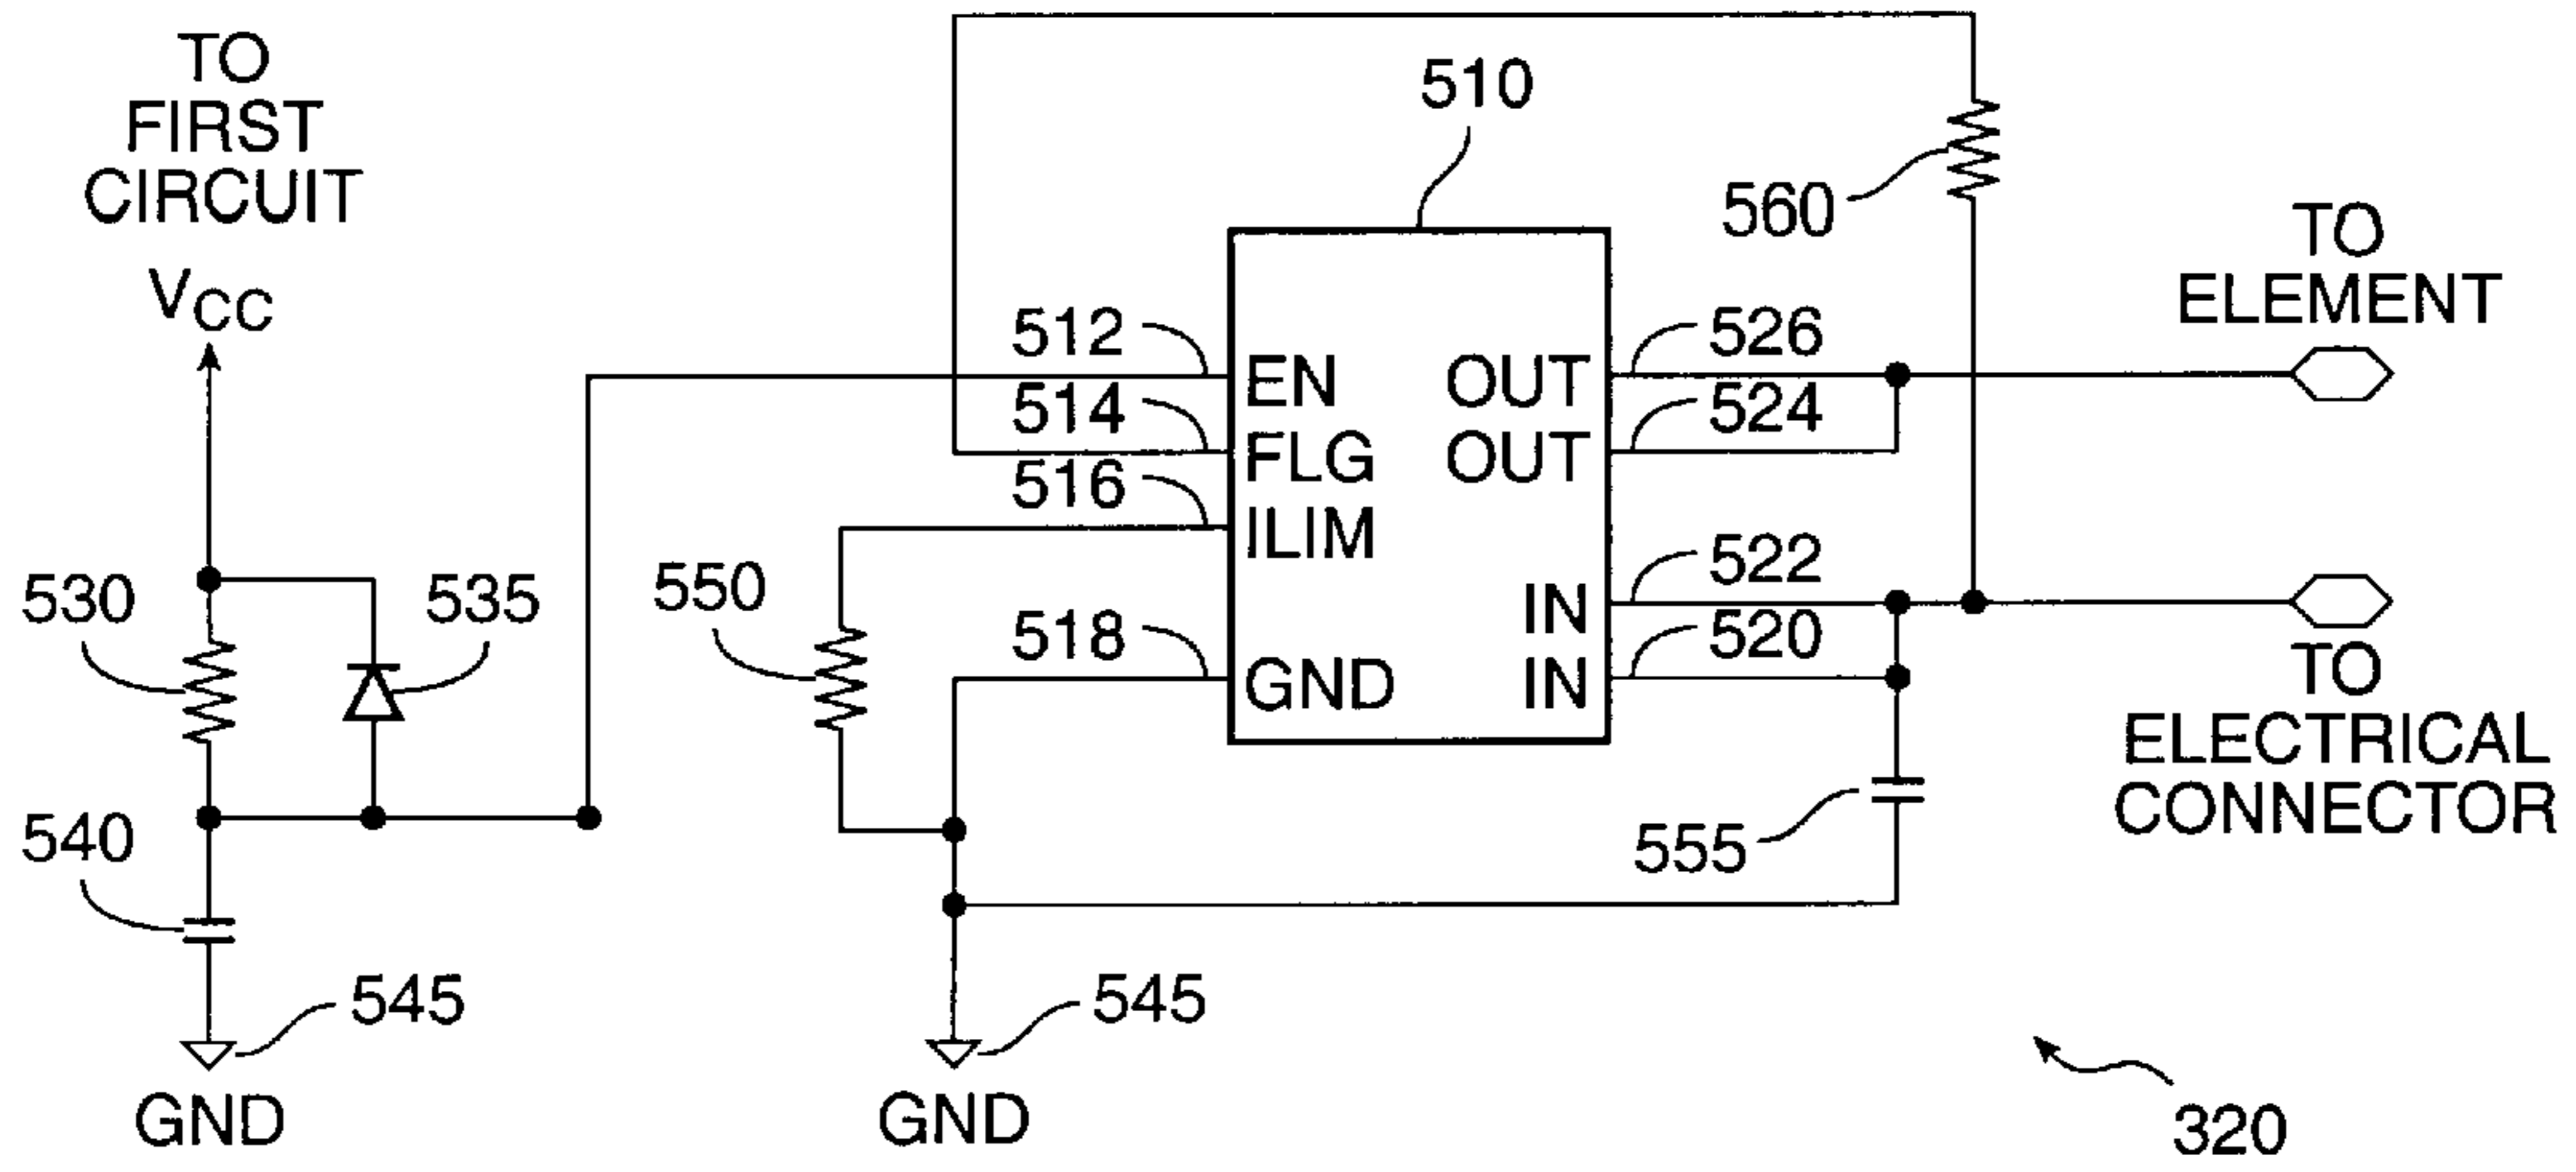 TO
FIRST
CIRCUIT
VCC
530
535
540
545
GND
550
545
GND
510
512
514
516
518
EN
FLG
ILIM
GND
OUT
OUT
IN
IN
526
524
522
520
560
555
TO
ELEMENT
TO
ELECTRICAL
CONNECTOR
320